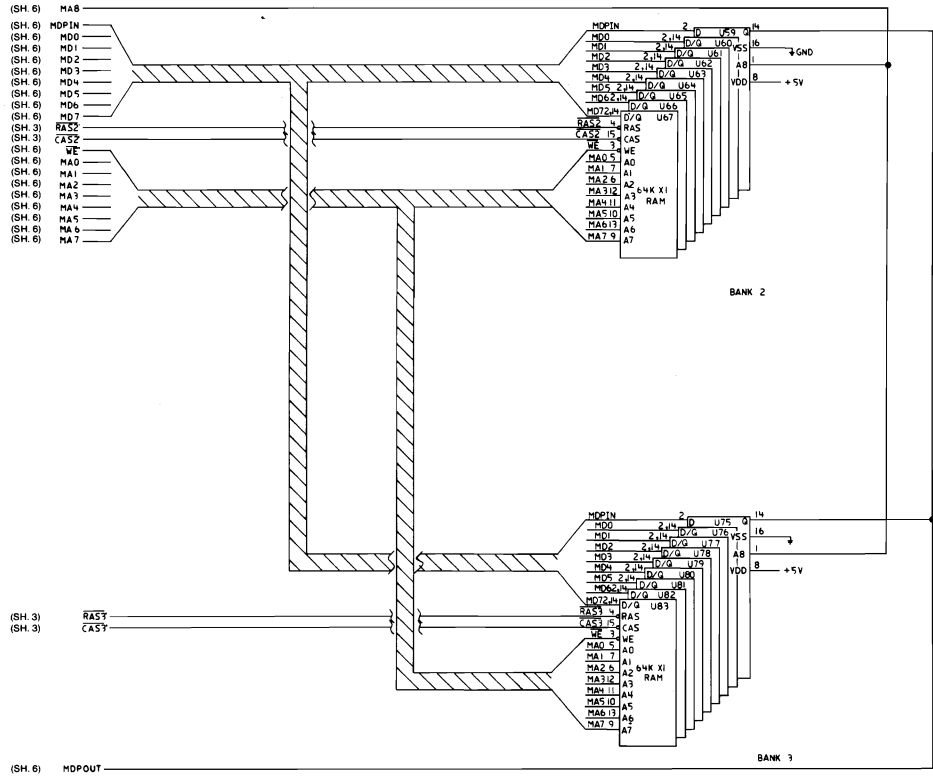 (SH. 6) MA8
(SH. 6) MDPIN
(SH. 6) MD0
(SH. 6) MD1
(SH. 6) MD2
(SH. 6) MD3
(SH. 6) MD4
(SH. 6) MD5
(SH. 6) MD6
(SH. 6) MD7
(SH. 3) RAS2
(SH. 3) CAS2
(SH. 6) WE
(SH. 6) MA0
(SH. 6) MA1
(SH. 6) MA2
(SH. 6) MA3
(SH. 6) MA4
(SH. 6) MA5
(SH. 6) MA6
(SH. 6) MA7
MDPIN 2 D U59 Q 14
MD0 2,14 D/Q U60 VSS 16 GND
MD1 2,14 D/Q U61 A8 1
MD2 2,14 D/Q U62
MD3 2,14 D/Q U63 VDD 8 +5V
MD4 2,14 D/Q U64
MD5 2,14 D/Q U65
MD6 2,14 D/Q U66
MD7 2,14 D/Q U67
RAS2 4 RAS
CAS2 15 CAS
WE 3 WE
MA0 5 A0
MA1 7 A1
MA2 6 A2
MA3 12 A3
MA4 11 A4
MA5 10 A5
MA6 13 A6
MA7 9 A7
64K X1
RAM
BANK 2
MDPIN 2 D U75 Q 14
MD0 2,14 D/Q U76 VSS 16
MD1 2,14 D/Q U77 A8 1
MD2 2,14 D/Q U78
MD3 2,14 D/Q U79 VDD 8 +5V
MD4 2,14 D/Q U80
MD5 2,14 D/Q U81
MD6 2,14 D/Q U82
MD7 2,14 D/Q U83
(SH. 3) RAS3
(SH. 3) CAS3
RAS3 4 RAS
CAS3 15 CAS
WE 3 WE
MA0 5 A0
MA1 7 A1
MA2 6 A2
MA3 12 A3
MA4 11 A4
MA5 10 A5
MA6 13 A6
MA7 9 A7
64K X1
RAM
BANK 3
(SH. 6) MDPOUT